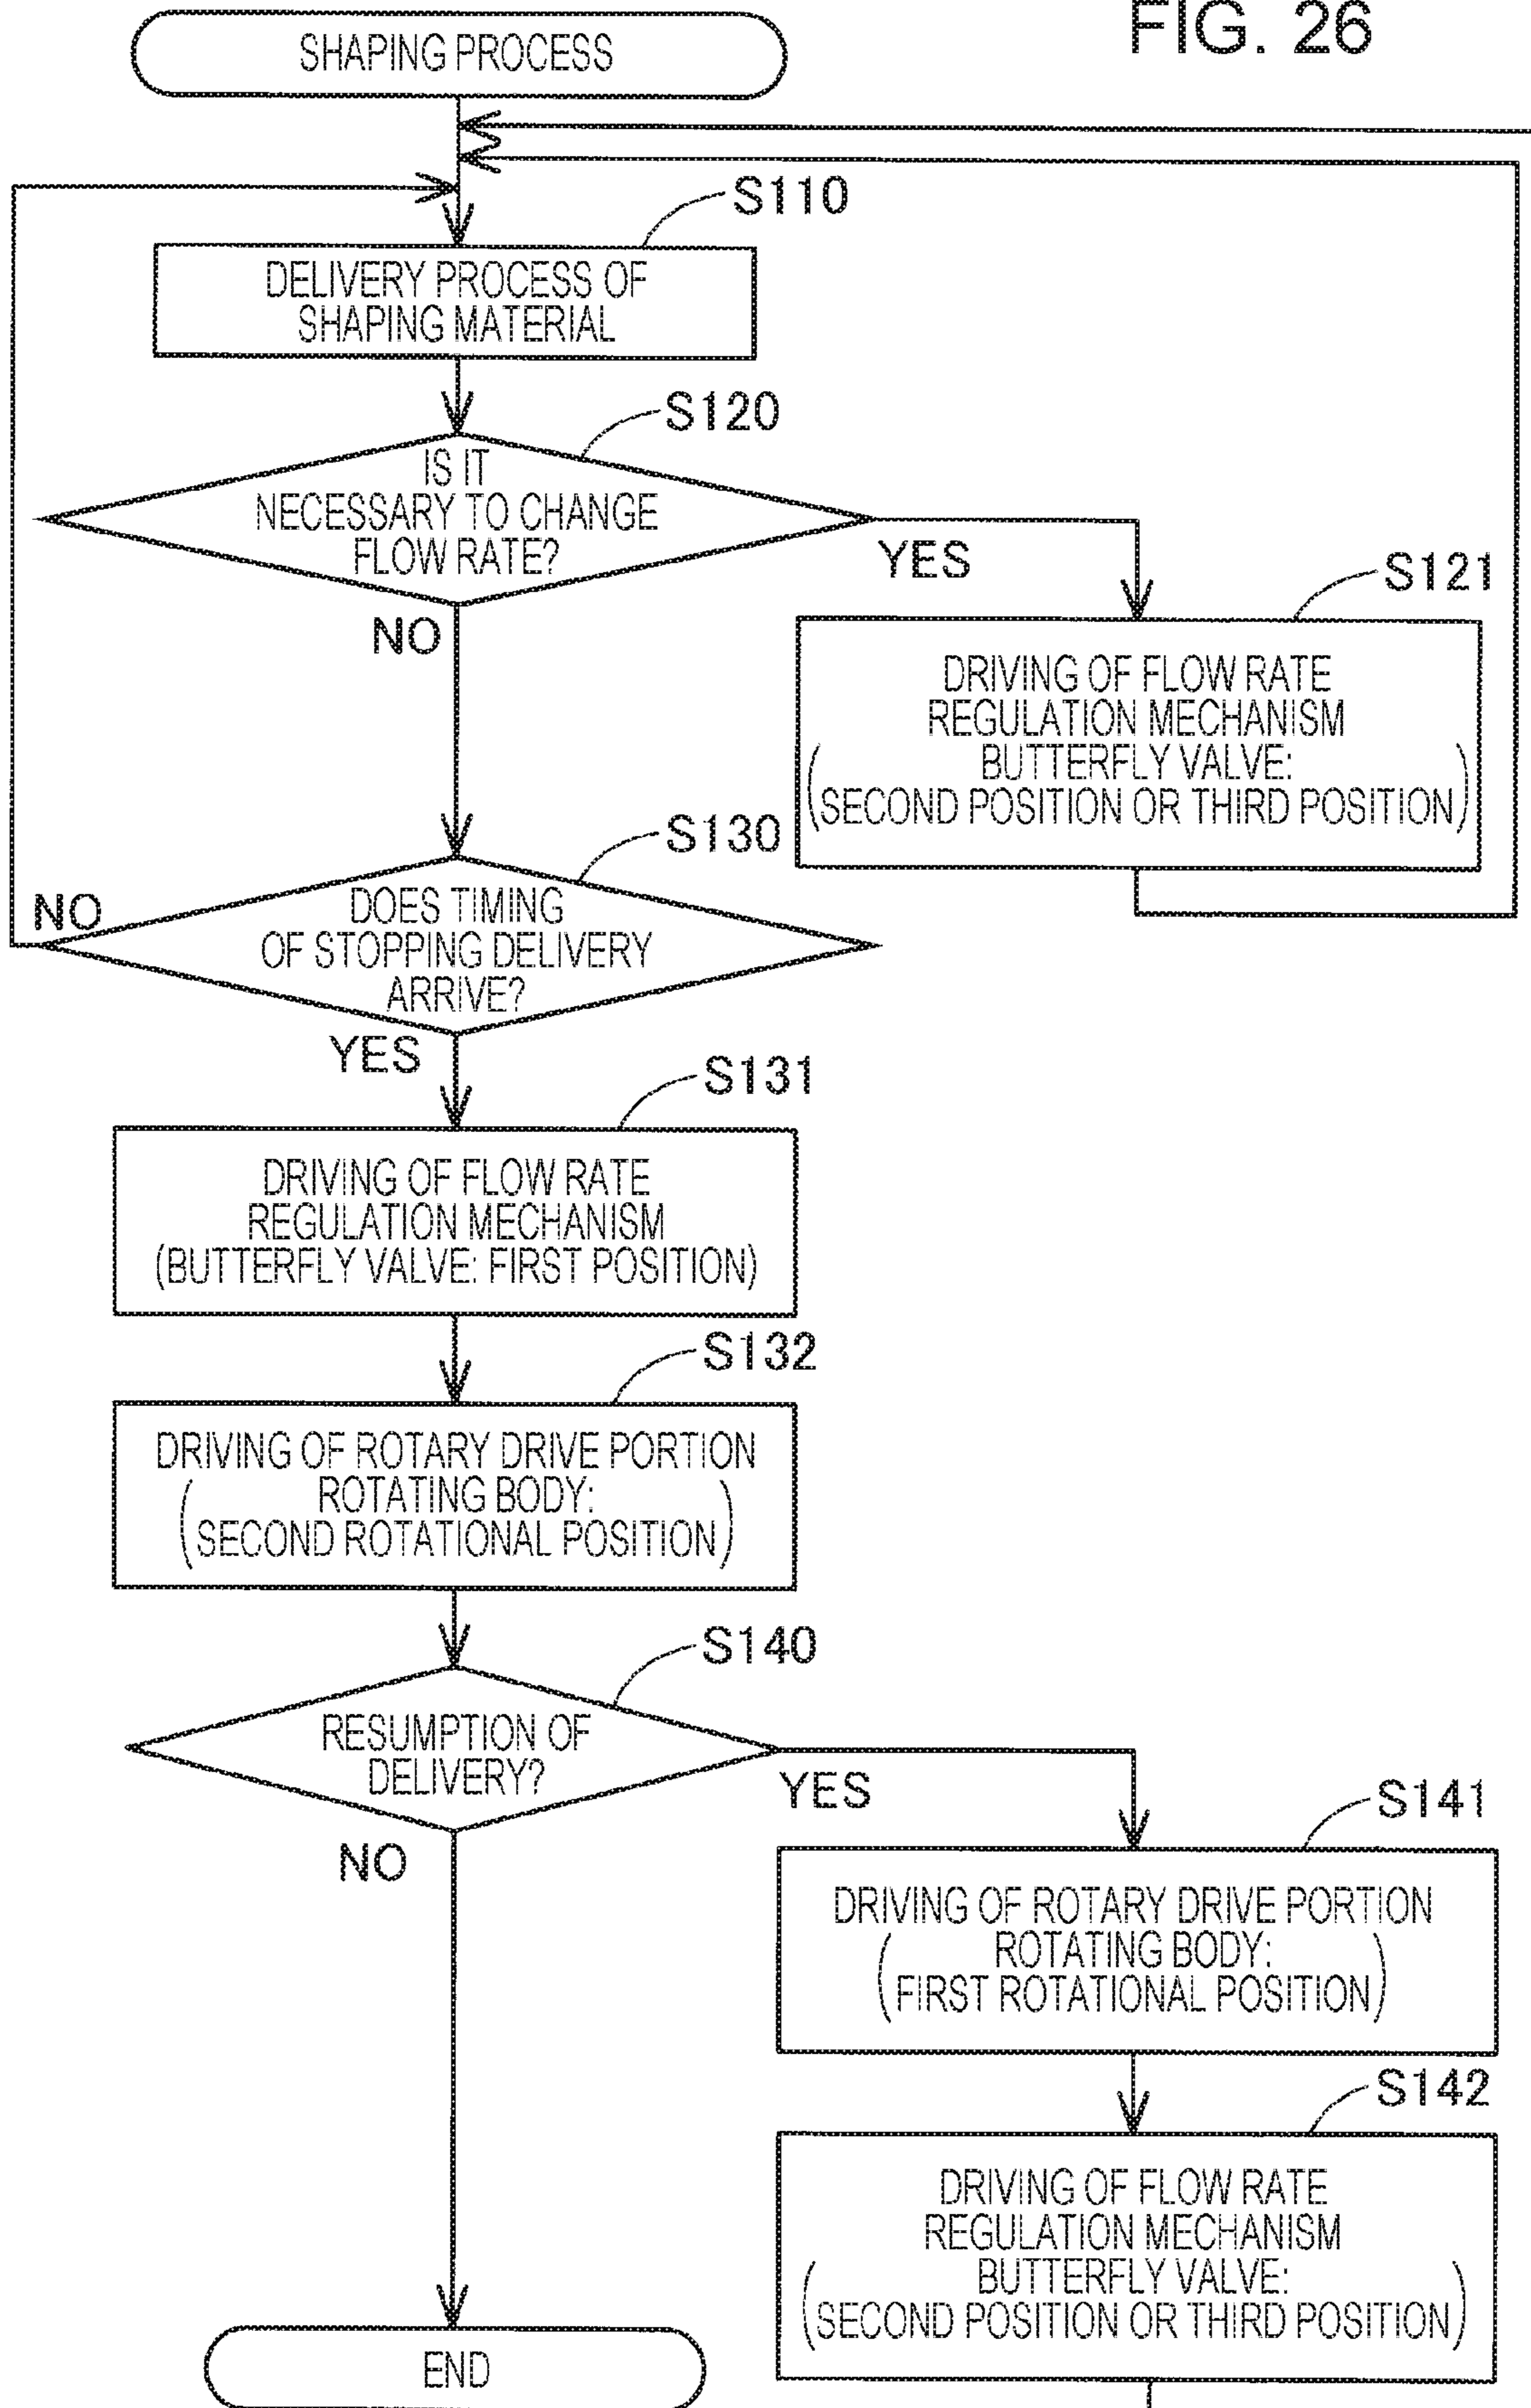 FIG. 26
SHAPING PROCESS
S110
DELIVERY PROCESS OF
SHAPING MATERIAL
S120
IS IT
NECESSARY TO CHANGE
FLOW RATE?
YES
NO
S121
DRIVING OF FLOW RATE
REGULATION MECHANISM
BUTTERFLY VALVE:
(SECOND POSITION OR THIRD POSITION)
S130
NO
DOES TIMING
OF STOPPING DELIVERY
ARRIVE?
YES
S131
DRIVING OF FLOW RATE
REGULATION MECHANISM
(BUTTERFLY VALVE: FIRST POSITION)
S132
DRIVING OF ROTARY DRIVE PORTION
ROTATING BODY:
(SECOND ROTATIONAL POSITION)
S140
RESUMPTION OF
DELIVERY?
YES
NO
S141
DRIVING OF ROTARY DRIVE PORTION
ROTATING BODY:
(FIRST ROTATIONAL POSITION)
S142
DRIVING OF FLOW RATE
REGULATION MECHANISM
BUTTERFLY VALVE:
(SECOND POSITION OR THIRD POSITION)
END